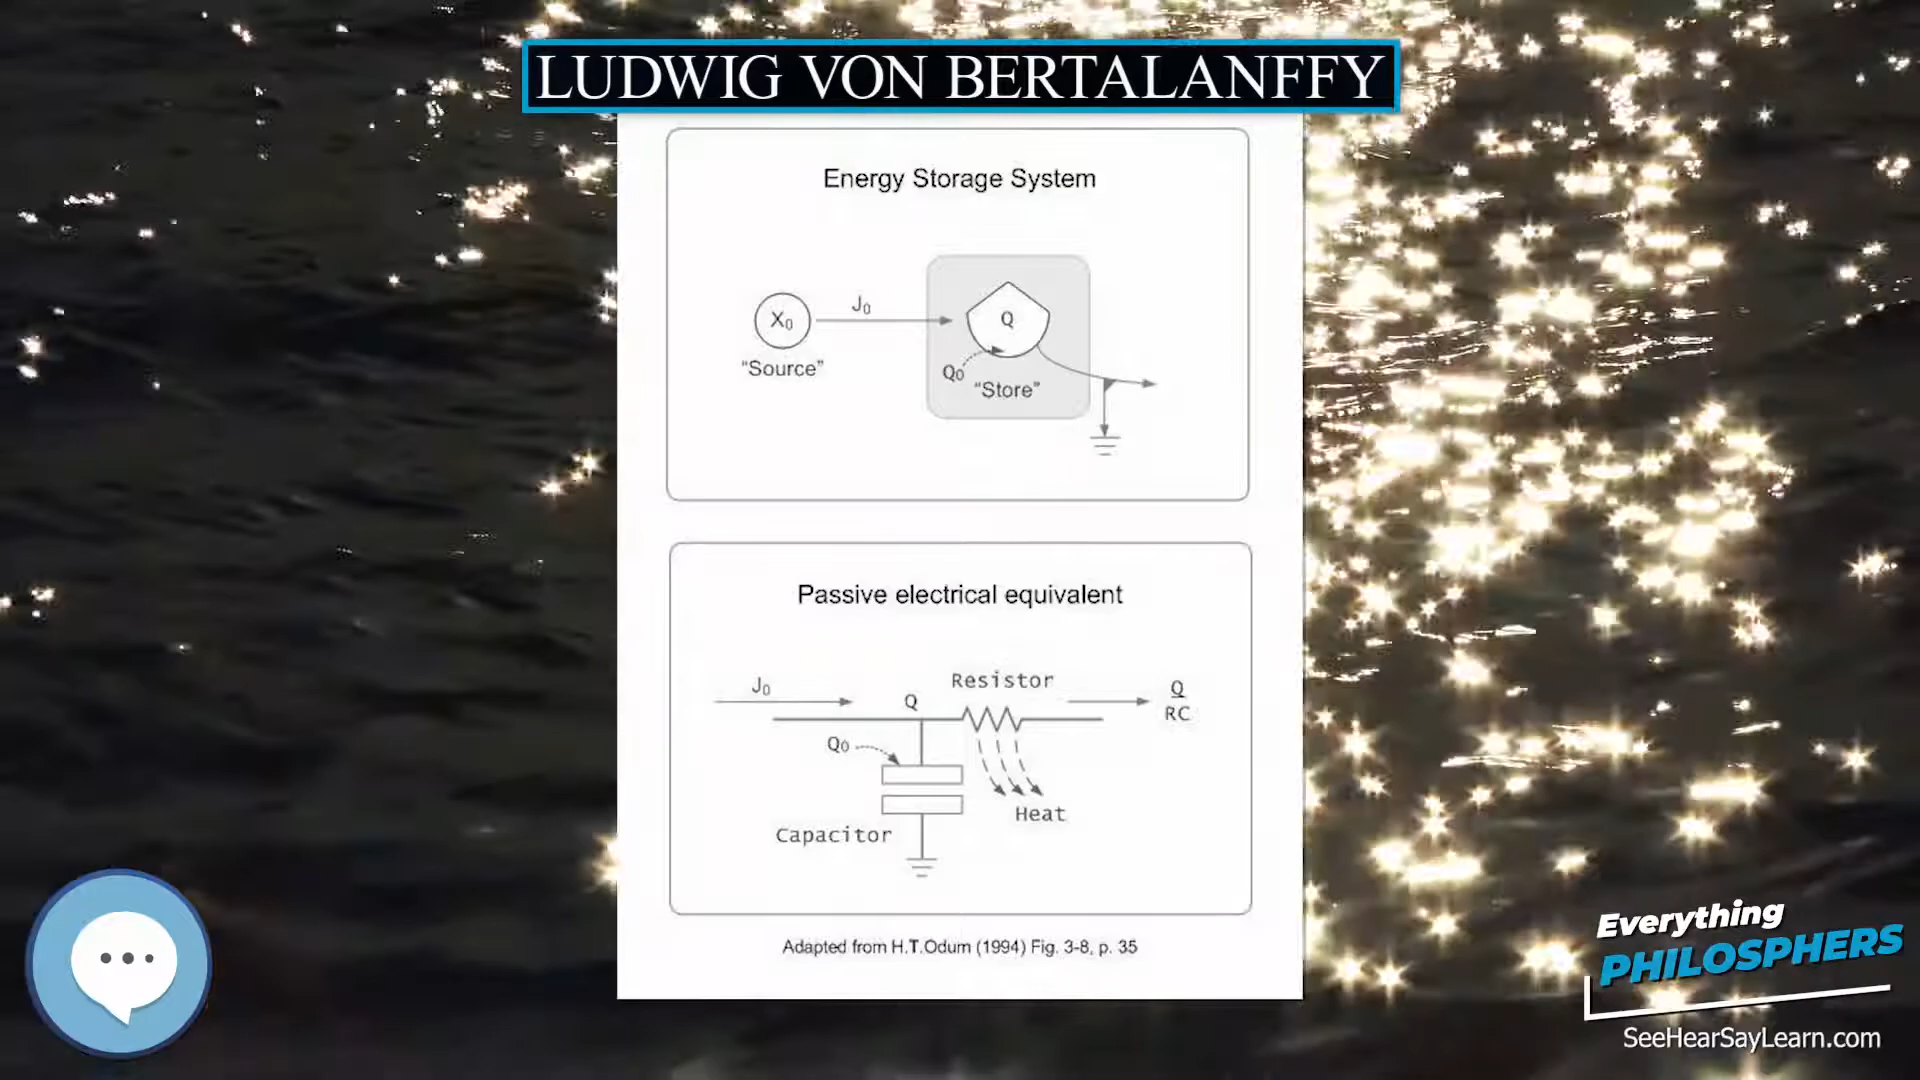 LUDWIG VON BERTALANFFY
Energy Storage System
X₀
J₀
Q
Q₀
"Source"
"Store"
Passive electrical equivalent
J₀
Q
Resistor
Q
RC
Q₀
Capacitor
Heat
Adapted from H.T.Odum (1994) Fig. 3-8, p. 35
Everything
PHILOSPHERS
SeeHearSayLearn.com